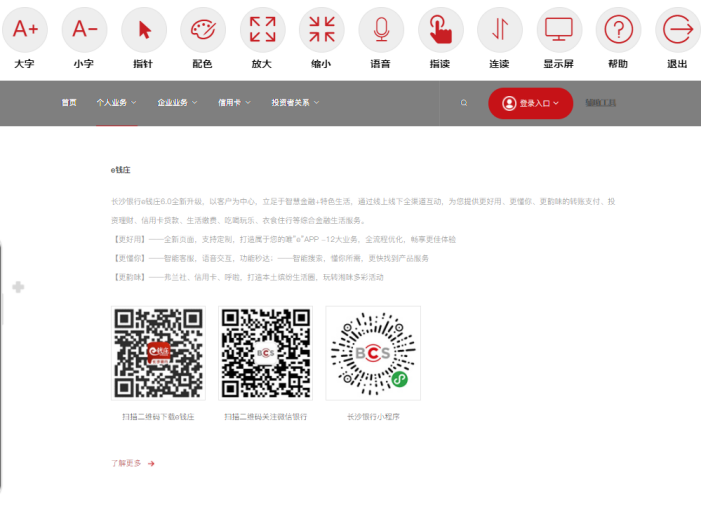 A+ A-
大字 小字 指针 配色 放大 缩小 语音 指读 连读 显示屏 帮助 退出
首页 个人业务 企业业务 信用卡 投资者关系 登录入口
e钱庄
长沙银行e钱庄6.0全新升级，以客户为中心，立足于智慧金融+特色生活，通过线上线下全渠道互动，为您提供更好用、更懂你、更韵味的转账支付、投
资理财、信用卡贷款、生活缴费、吃喝玩乐、衣食住行等综合金融生活服务。
【更好用】——全新页面，支持定制，打造属于您的唯"e"APP -12大业务、全流程优化，畅享更佳体验
【更懂你】——智能客服，语音交互，功能秒达；——智能搜索，懂你所需，更快找到产品服务
【更韵味】——弗兰社、信用卡、呼啦，打造本土缤纷生活圈，玩转湘味多彩活动
e钱庄 BCS BCS
扫描二维码下载e钱庄 扫描二维码关注微信银行 长沙银行小程序
了解更多